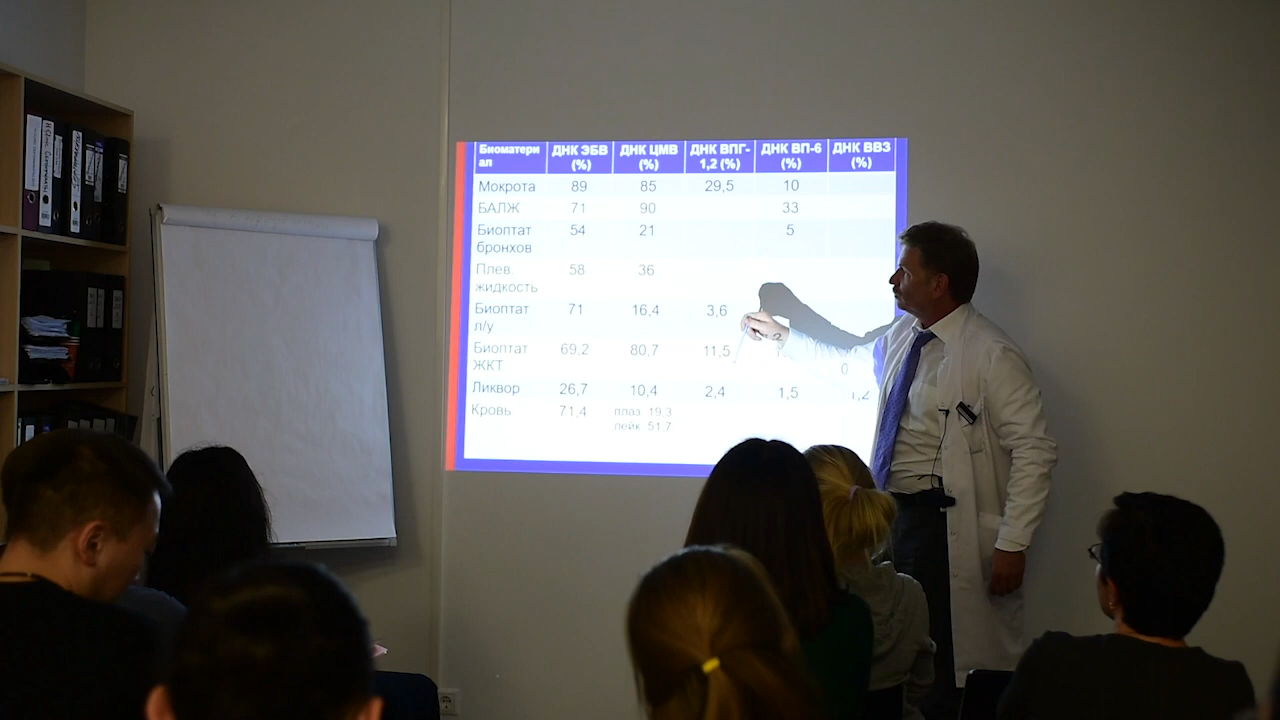 Биоматери ДНК ЭБВ ДНК ЦМВ ДНК ВПГ- ДНК ВП-6 ДНК ВВЗ
ал (%) (%) 1,2 (%) (%) (%)
Мокрота 89 85 29,5 10
БАЛЖ 71 90 33
Биоптат 54 21 5
бронхов
Плев. 58 36
жидкость
Биоптат 71 16,4 3,6
л/у
Биоптат 69,2 80,7 11,5
ЖКТ 0
Ликвор 26,7 10,4 2,4 1,5 1,2
Кровь 71,4 плаз. 19,3
лейк. 51,7